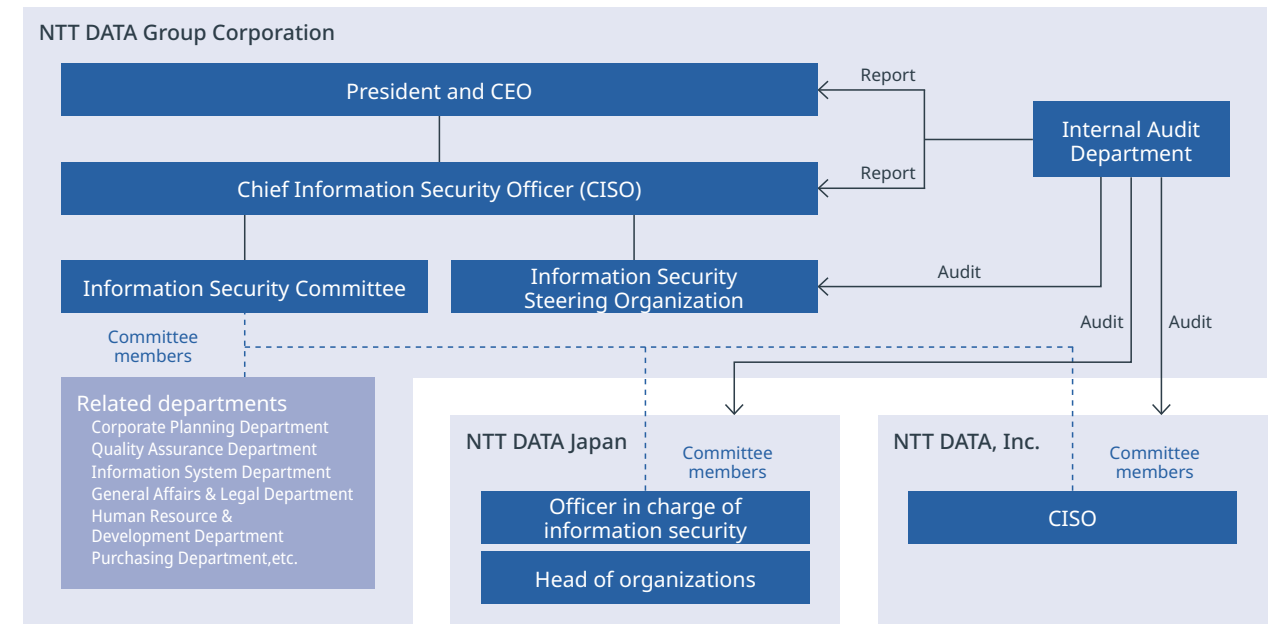 NTT DATA Group Corporation
President and CEO
Report
Internal Audit
Department
Chief Information Security Officer (CISO)
Report
Information Security Committee
Information Security
Steering Organization
Audit
Audit
Audit
Committee
members
Related departments
Corporate Planning Department
Quality Assurance Department
Information System Department
General Affairs & Legal Department
Human Resource &
Development Department
Purchasing Department,etc.
NTT DATA Japan
Committee
members
Officer in charge of
information security
Head of organizations
NTT DATA, Inc.
Committee
members
CISO